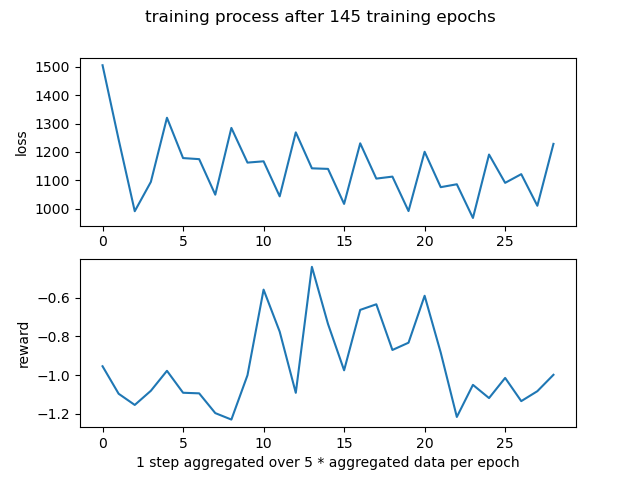 training process after 145 training epochs
1500
1400
1300
1200
1100
1000
loss
0 5 10 15 20 25
−0.6
−0.8
−1.0
−1.2
reward
0 5 10 15 20 25
1 step aggregated over 5 * aggregated data per epoch